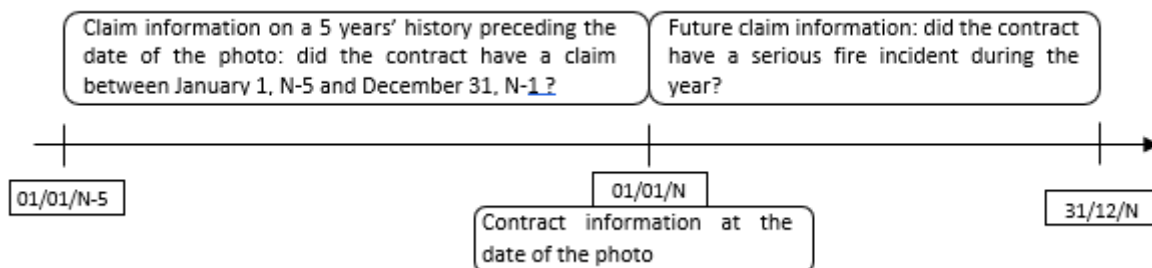 Claim information on a 5 years' history preceding the
date of the photo: did the contract have a claim
between January 1, N-5 and December 31, N-1 ?
Future claim information: did the contract
have a serious fire incident during the
year?
01/01/N-5
01/01/N
31/12/N
Contract information at the
date of the photo